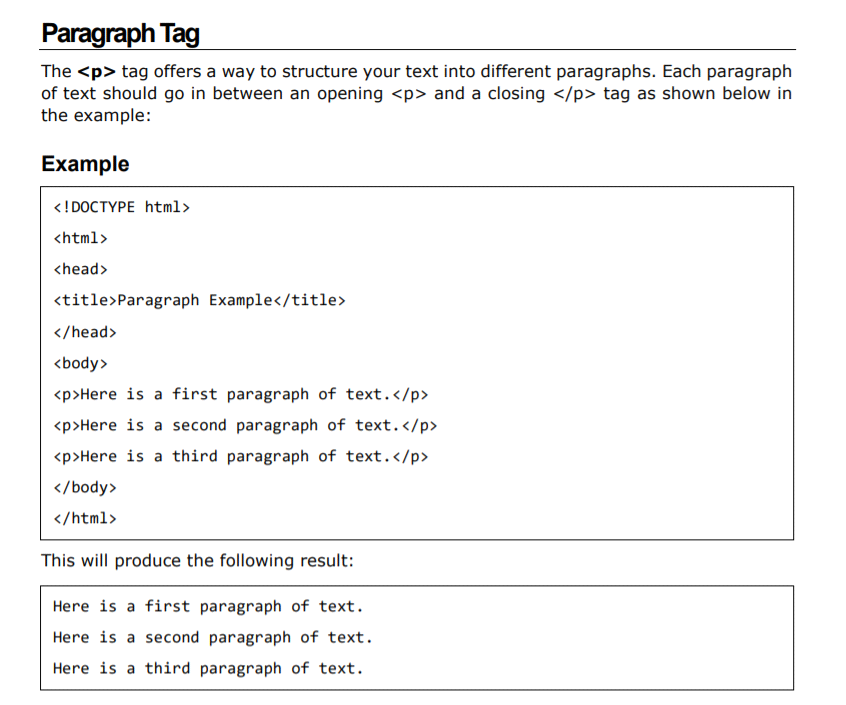 Paragraph Tag
The <p> tag offers a way to structure your text into different paragraphs. Each paragraph
of text should go in between an opening <p> and a closing </p> tag as shown below in
the example:
Example
<!DOCTYPE html>
<html>
<head>
<title>Paragraph Example</title>
</head>
<body>
<p>Here is a first paragraph of text.</p>
<p>Here is a second paragraph of text.</p>
<p>Here is a third paragraph of text.</p>
</body>
</html>
This will produce the following result:
Here is a first paragraph of text.
Here is a second paragraph of text.
Here is a third paragraph of text.